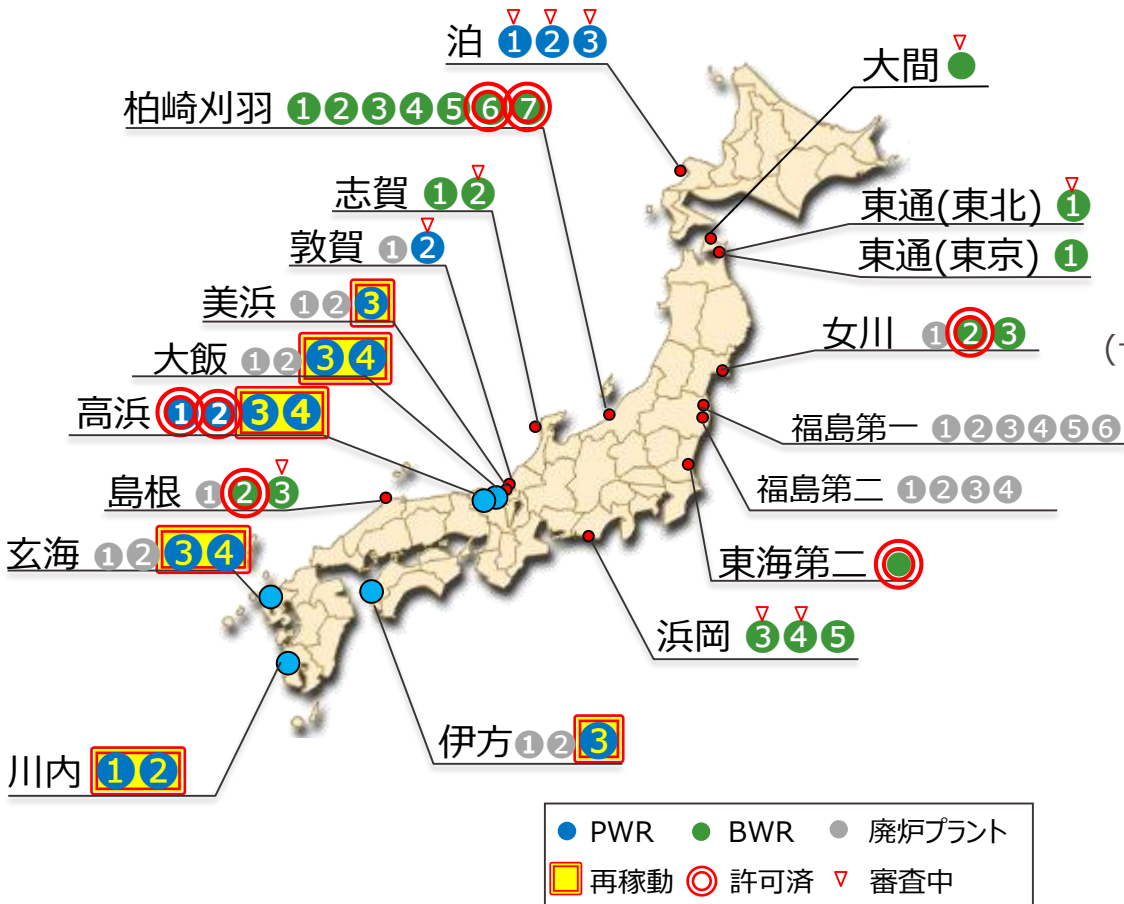 泊 1 2 3
大間
柏崎刈羽 1 2 3 4 5 6 7
志賀 1 2
東通(東北) 1
敦賀 1 2
東通(東京) 1
美浜 1 2 3
女川 1 2 3
(
大飯 1 2 3 4
高浜 1 2 3 4
福島第一 1 2 3 4 5 6
島根 1 2 3
福島第二 1 2 3 4
玄海 1 2 3 4
東海第二
浜岡 3 4 5
伊方 1 2 3
川内 1 2
PWR BWR 廃炉プラント
再稼動 許可済 審査中